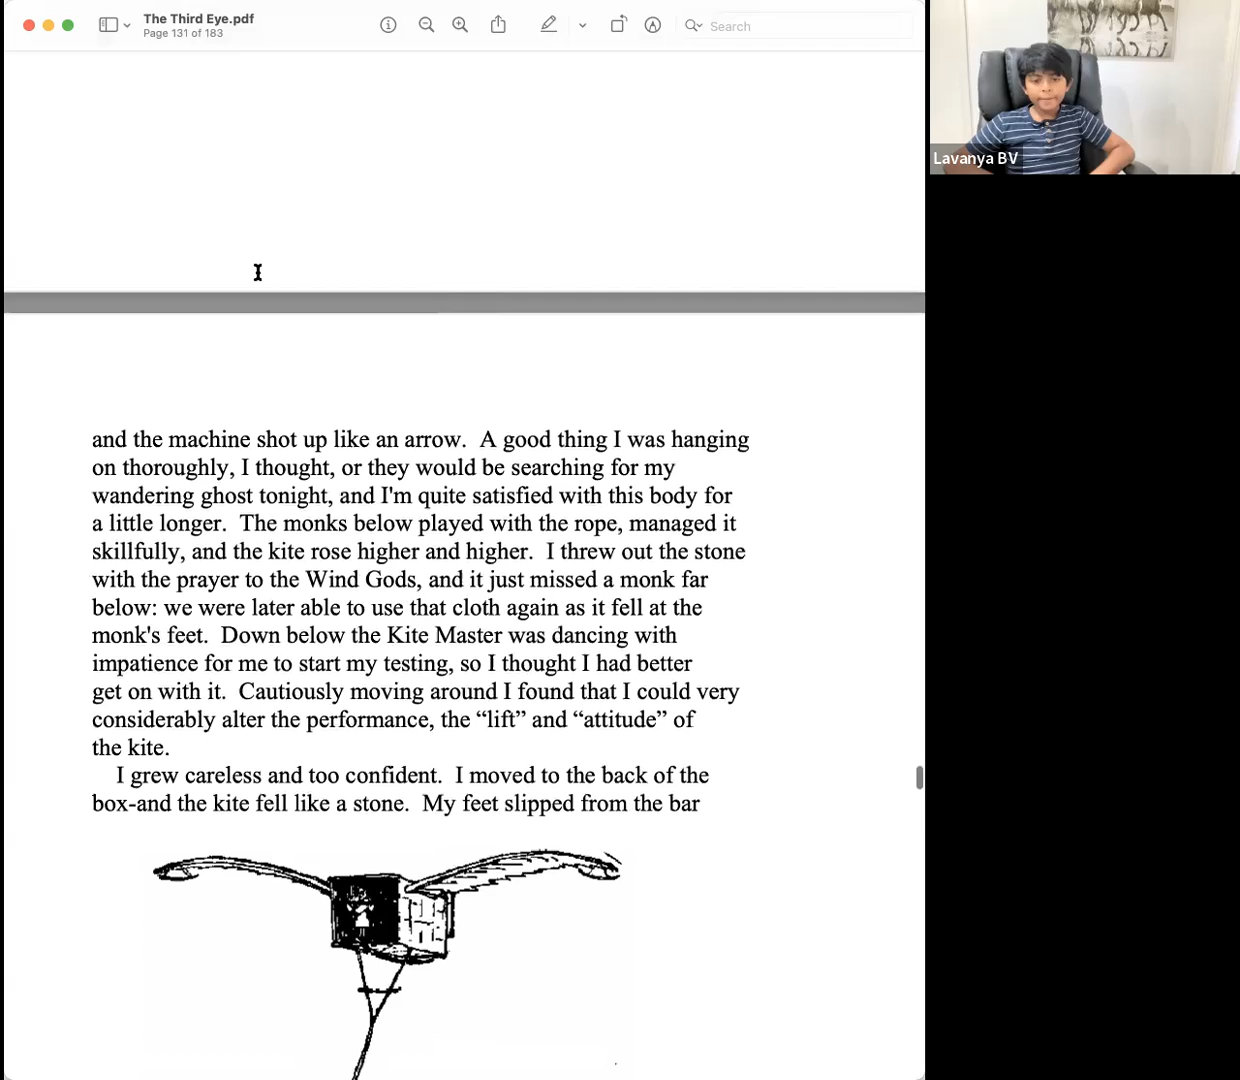 The Third Eye.pdf
Page 131 of 183
Search
Lavanya BV
and the machine shot up like an arrow.  A good thing I was hanging
on thoroughly, I thought, or they would be searching for my
wandering ghost tonight, and I'm quite satisfied with this body for
a little longer.  The monks below played with the rope, managed it
skillfully, and the kite rose higher and higher.  I threw out the stone
with the prayer to the Wind Gods, and it just missed a monk far
below: we were later able to use that cloth again as it fell at the
monk's feet.  Down below the Kite Master was dancing with
impatience for me to start my testing, so I thought I had better
get on with it.  Cautiously moving around I found that I could very
considerably alter the performance, the “lift” and “attitude” of
the kite.
I grew careless and too confident.  I moved to the back of the
box-and the kite fell like a stone.  My feet slipped from the bar